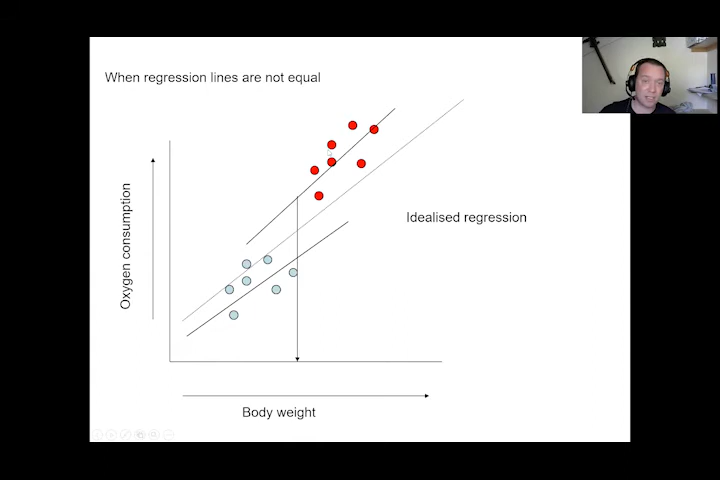 When regression lines are not equal
Oxygen consumption
Idealised regression
Body weight